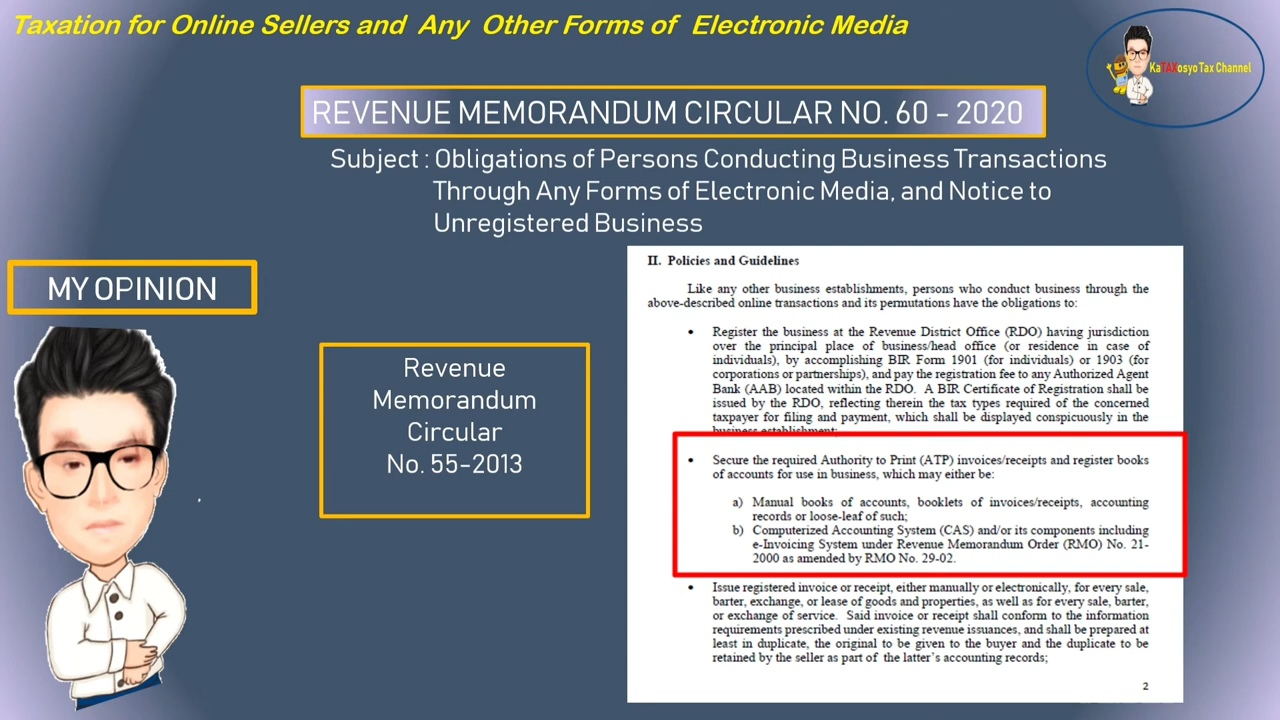 Taxation for Online Sellers and Any Other Forms of Electronic Media
KaTAXosyo Tax Channel
REVENUE MEMORANDUM CIRCULAR NO. 60 - 2020
Subject : Obligations of Persons Conducting Business Transactions
Through Any Forms of Electronic Media, and Notice to
Unregistered Business
MY OPINION
Revenue
Memorandum
Circular
No. 55-2013
II. Policies and Guidelines
Like any other business establishments, persons who conduct business through the
above-described online transactions and its permutations have the obligations to:
• Register the business at the Revenue District Office (RDO) having jurisdiction
over the principal place of business/head office (or residence in case of
individuals), by accomplishing BIR Form 1901 (for individuals) or 1903 (for
corporations or partnerships), and pay the registration fee to any Authorized Agent
Bank (AAB) located within the RDO. A BIR Certificate of Registration shall be
issued by the RDO, reflecting therein the tax types required of the concerned
taxpayer for filing and payment, which shall be displayed conspicuously in the
business establishment;
• Secure the required Authority to Print (ATP) invoices/receipts and register books
of accounts for use in business, which may either be:
a) Manual books of accounts, booklets of invoices/receipts, accounting
records or loose-leaf of such;
b) Computerized Accounting System (CAS) and/or its components including
e-Invoicing System under Revenue Memorandum Order (RMO) No. 21-
2000 as amended by RMO No. 29-02.
• Issue registered invoice or receipt, either manually or electronically, for every sale,
barter, exchange, or lease of goods and properties, as well as for every sale, barter,
or exchange of service. Said invoice or receipt shall conform to the information
requirements prescribed under existing revenue issuances, and shall be prepared at
least in duplicate, the original to be given to the buyer and the duplicate to be
retained by the seller as part of the latter's accounting records;
2